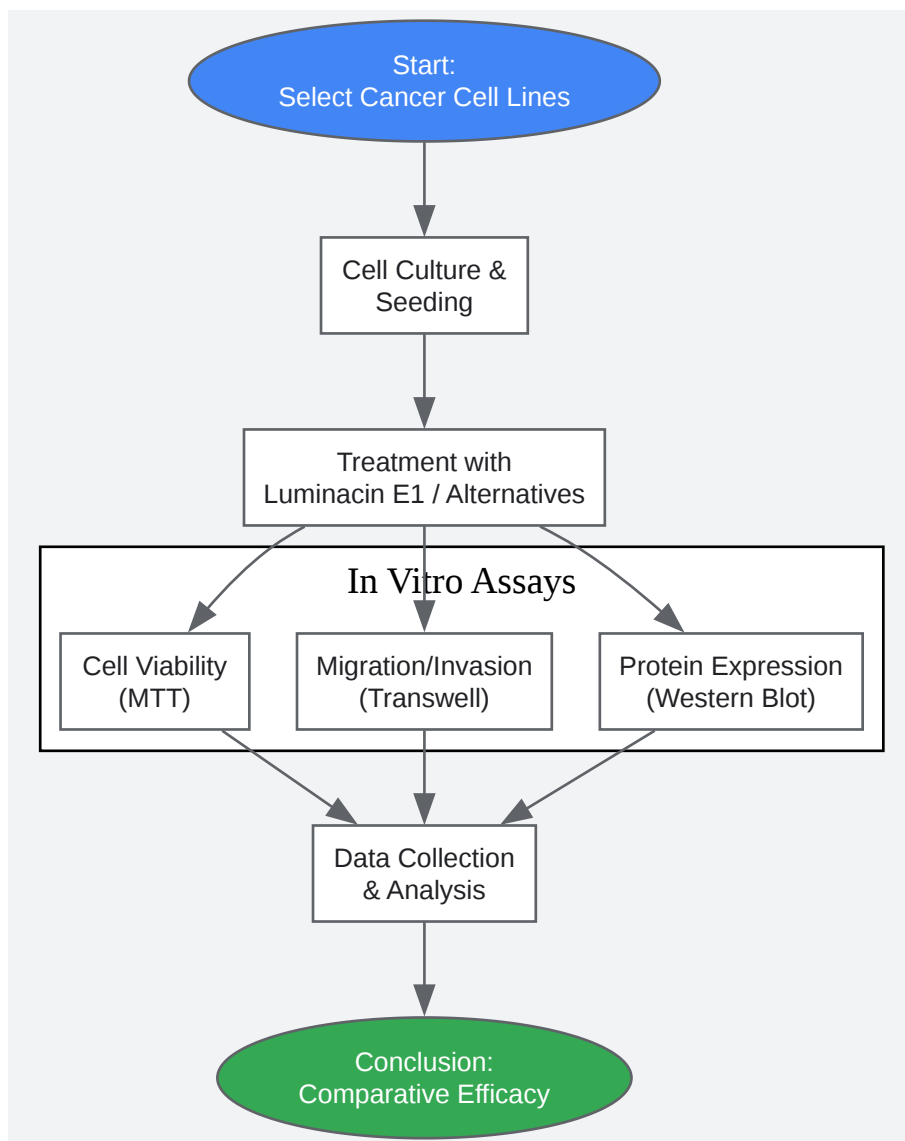 Start:
Select Cancer Cell Lines
Cell Culture &
Seeding
Treatment with
Luminacin E1 / Alternatives
In Vitro Assays
Cell Viability
(MTT)
Migration/Invasion
(Transwell)
Protein Expression
(Western Blot)
Data Collection
& Analysis
Conclusion:
Comparative Efficacy